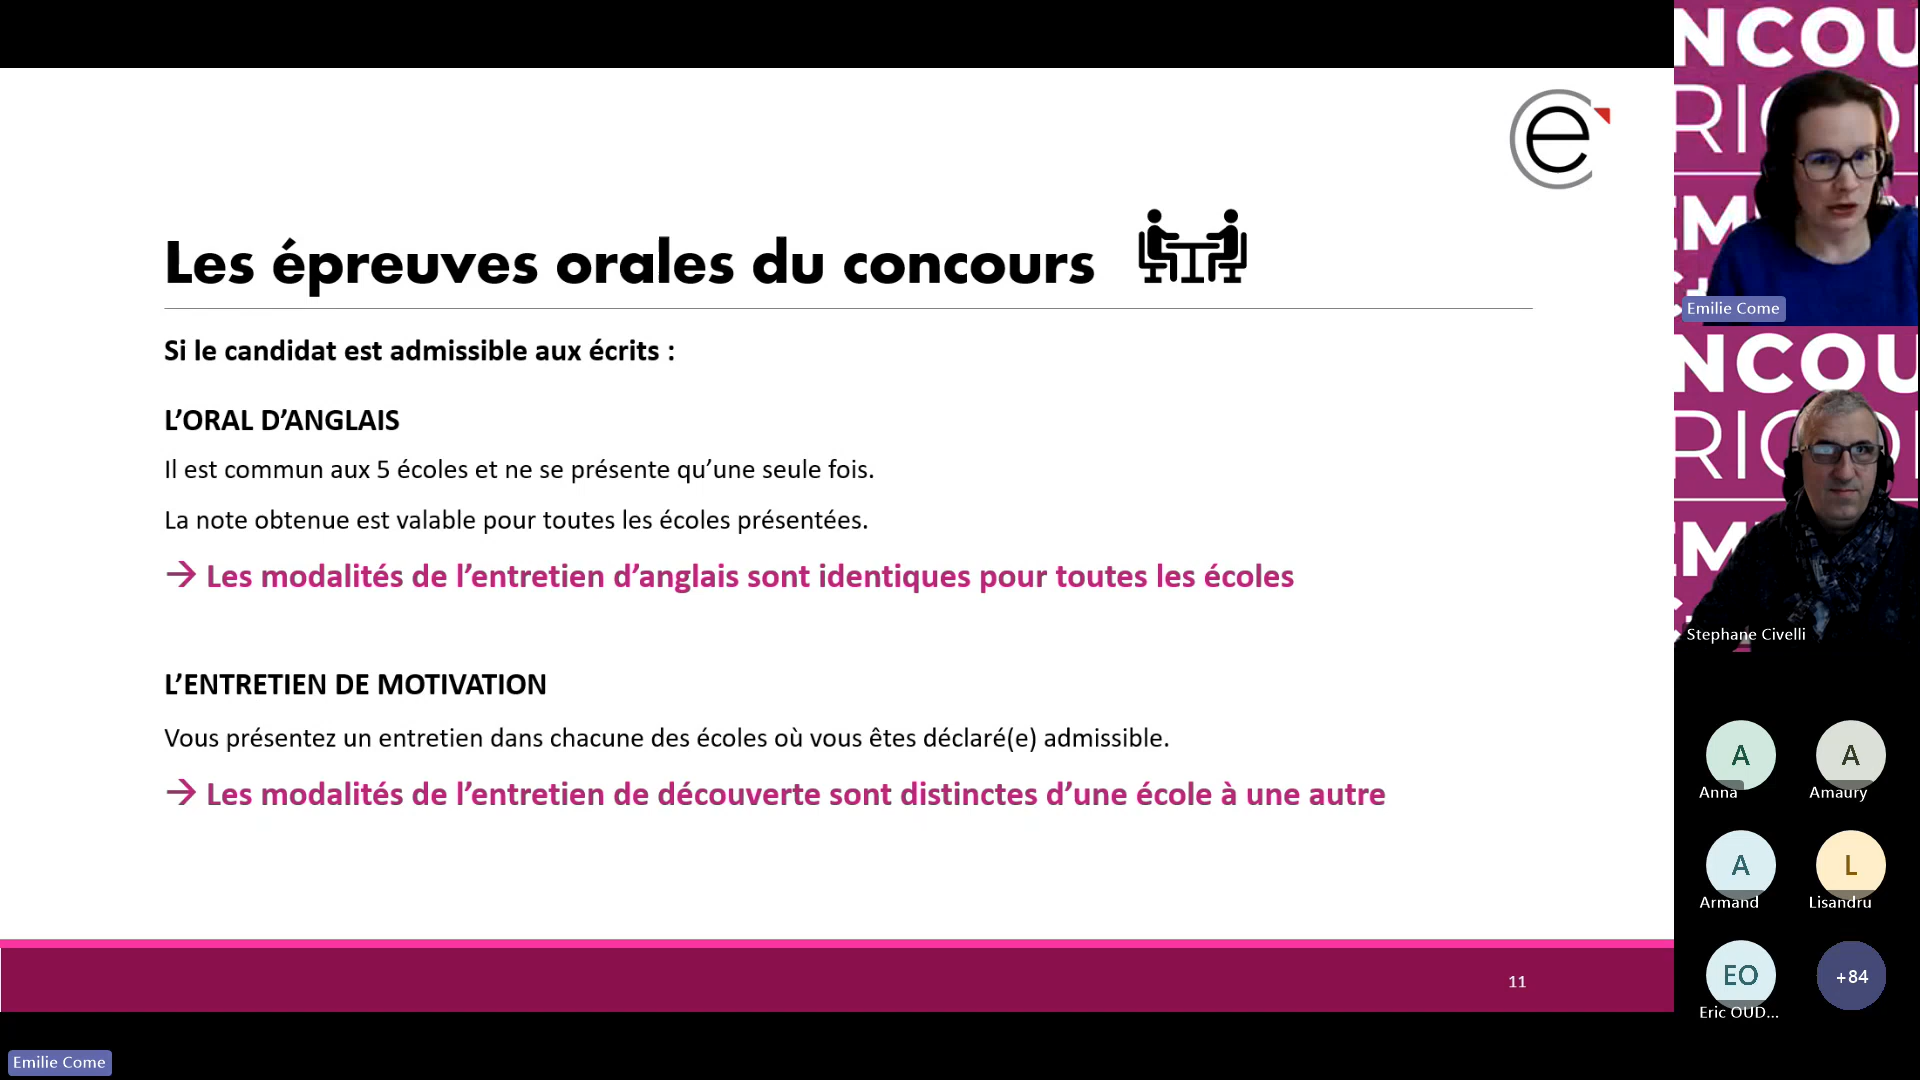 Les épreuves orales du concours
Si le candidat est admissible aux écrits :
L’ORAL D’ANGLAIS
Il est commun aux 5 écoles et ne se présente qu’une seule fois.
La note obtenue est valable pour toutes les écoles présentées.
→ Les modalités de l’entretien d’anglais sont identiques pour toutes les écoles
L’ENTRETIEN DE MOTIVATION
Vous présentez un entretien dans chacune des écoles où vous êtes déclaré(e) admissible.
→ Les modalités de l’entretien de découverte sont distinctes d’une école à une autre
11
Emilie Come
NCOU
Emilie Come
NCOU
Stephane Civelli
A
Anna
A
Amaury
A
Armand
L
Lisandru
EO
Eric OUD...
+84